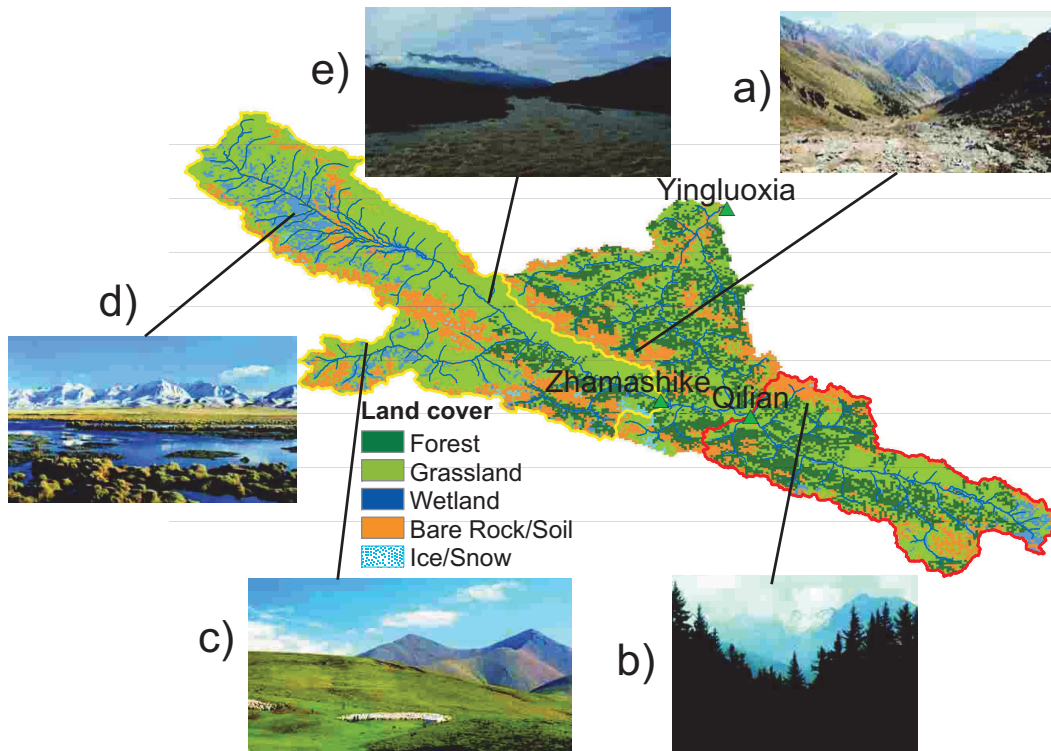 e)
a)
Yingluoxia
d)
Zhamashike
Qilian
Land cover
Forest
Grassland
Wetland
Bare Rock/Soil
Ice/Snow
c)
b)